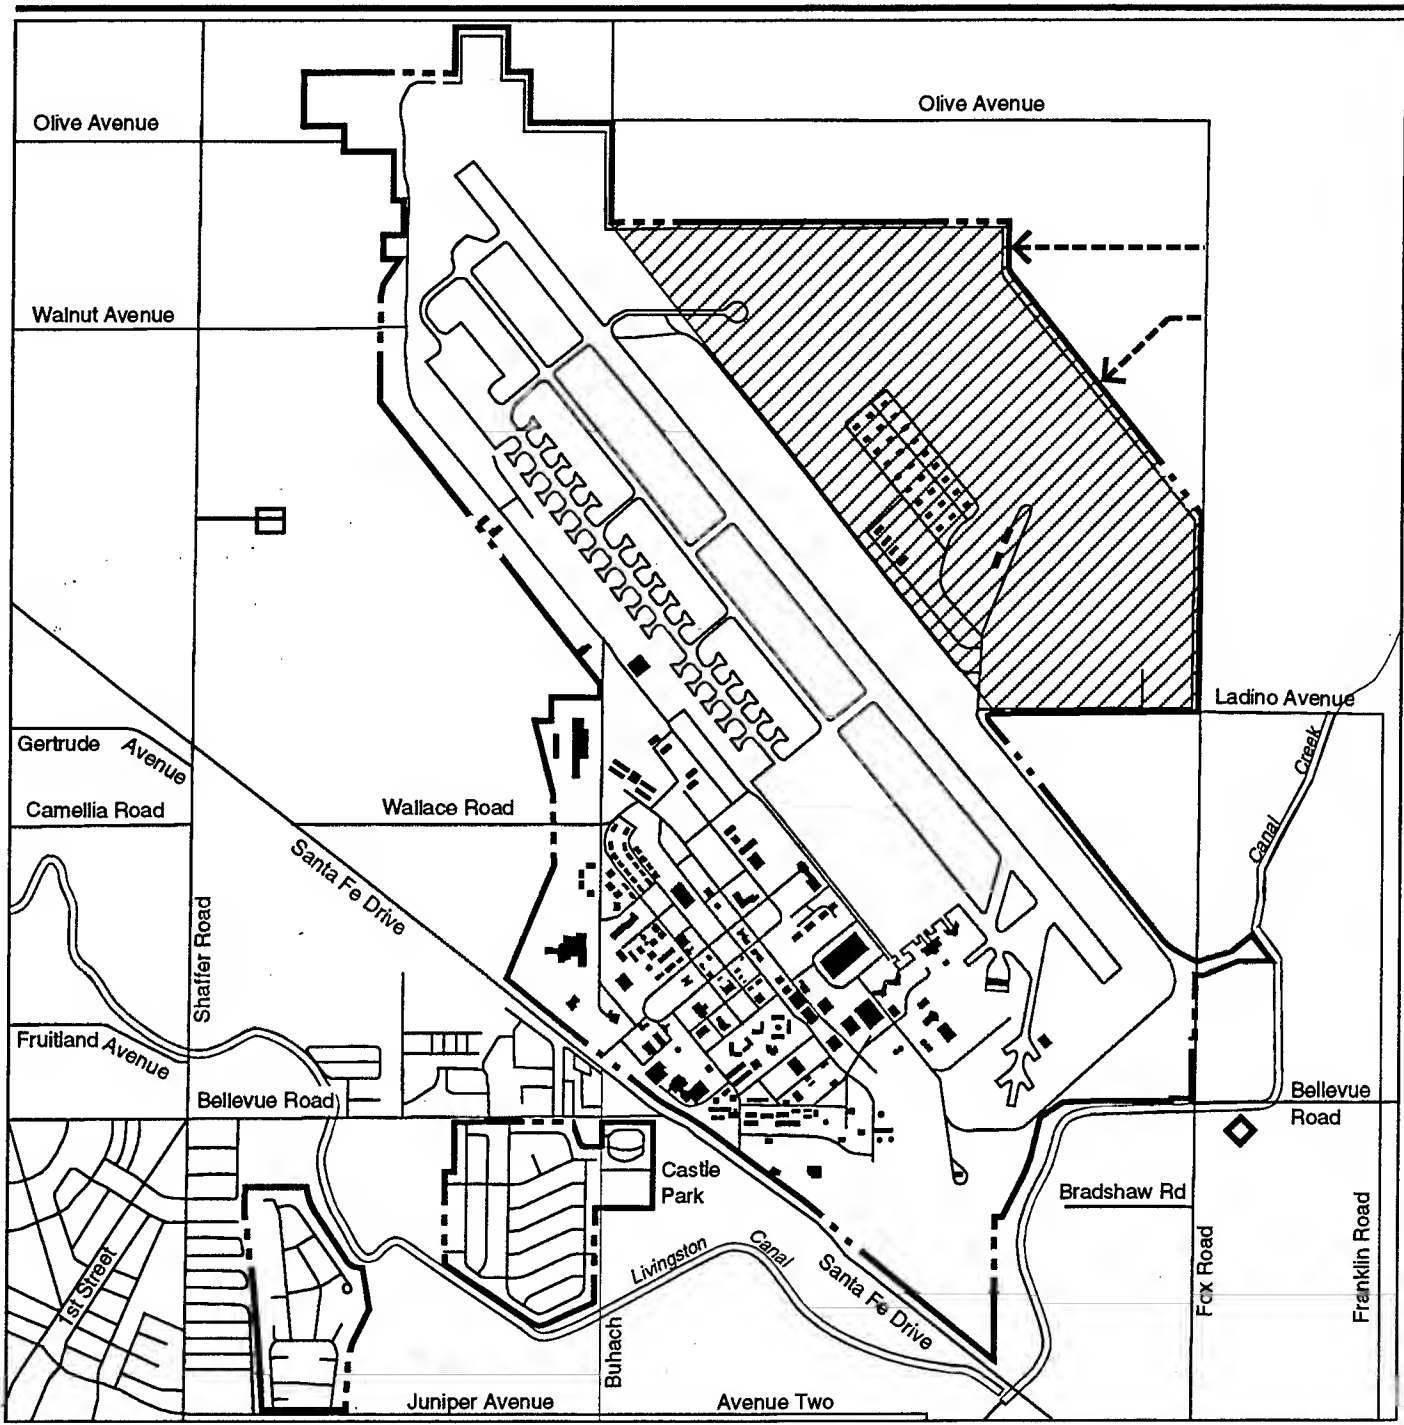 Olive Avenue
Olive Avenue
Walnut Avenue
Ladino Avenue
Gertrude Avenue
Camellia Road
Wallace Road
Santa Fe Drive
Canal Creek
Shaffer Road
Fruitland Avenue
Bellevue Road
Bellevue
Road
Castle
Park
Bradshaw Rd
Livingston Canal
Santa Fe Drive
1st Street
Buhach
Fox Road
Franklin Road
Juniper Avenue
Avenue Two